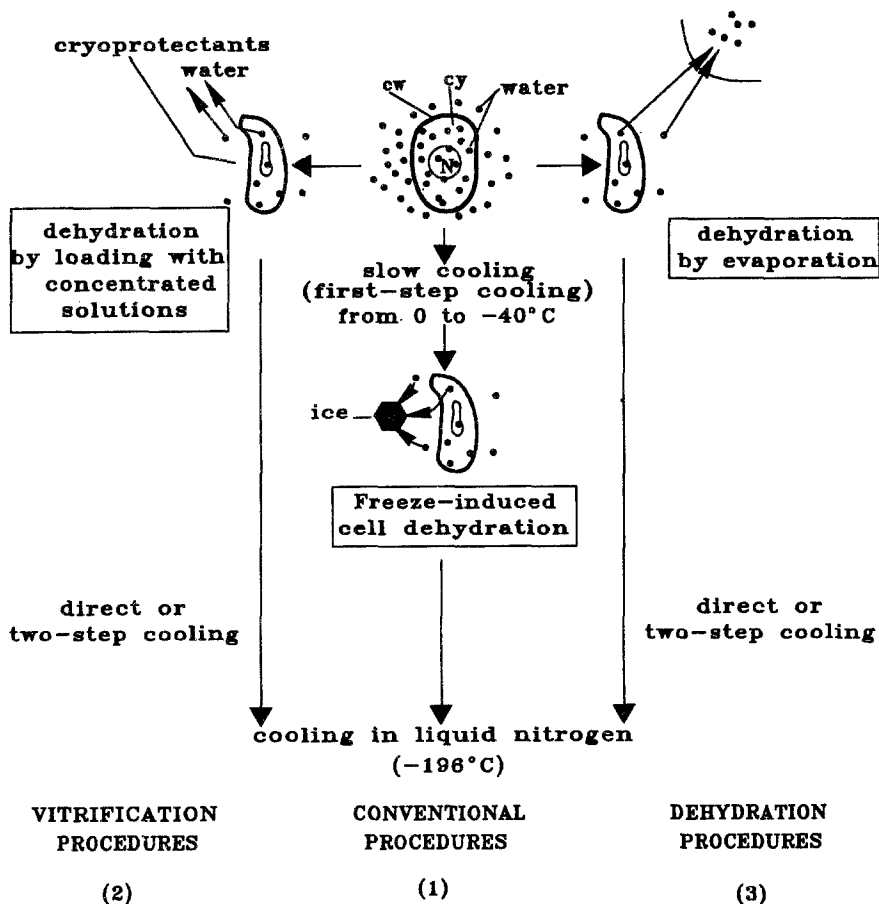 cryoprotectants
water
cw
cy
water
N
dehydration
by loading with
concentrated
solutions
slow cooling
(first-step cooling)
from 0 to -40°C
dehydration
by evaporation
ice
Freeze-induced
cell dehydration
direct or
two-step cooling
direct or
two-step cooling
cooling in liquid nitrogen
(-196°C)
VITRIFICATION
PROCEDURES
(2)
CONVENTIONAL
PROCEDURES
(1)
DEHYDRATION
PROCEDURES
(3)